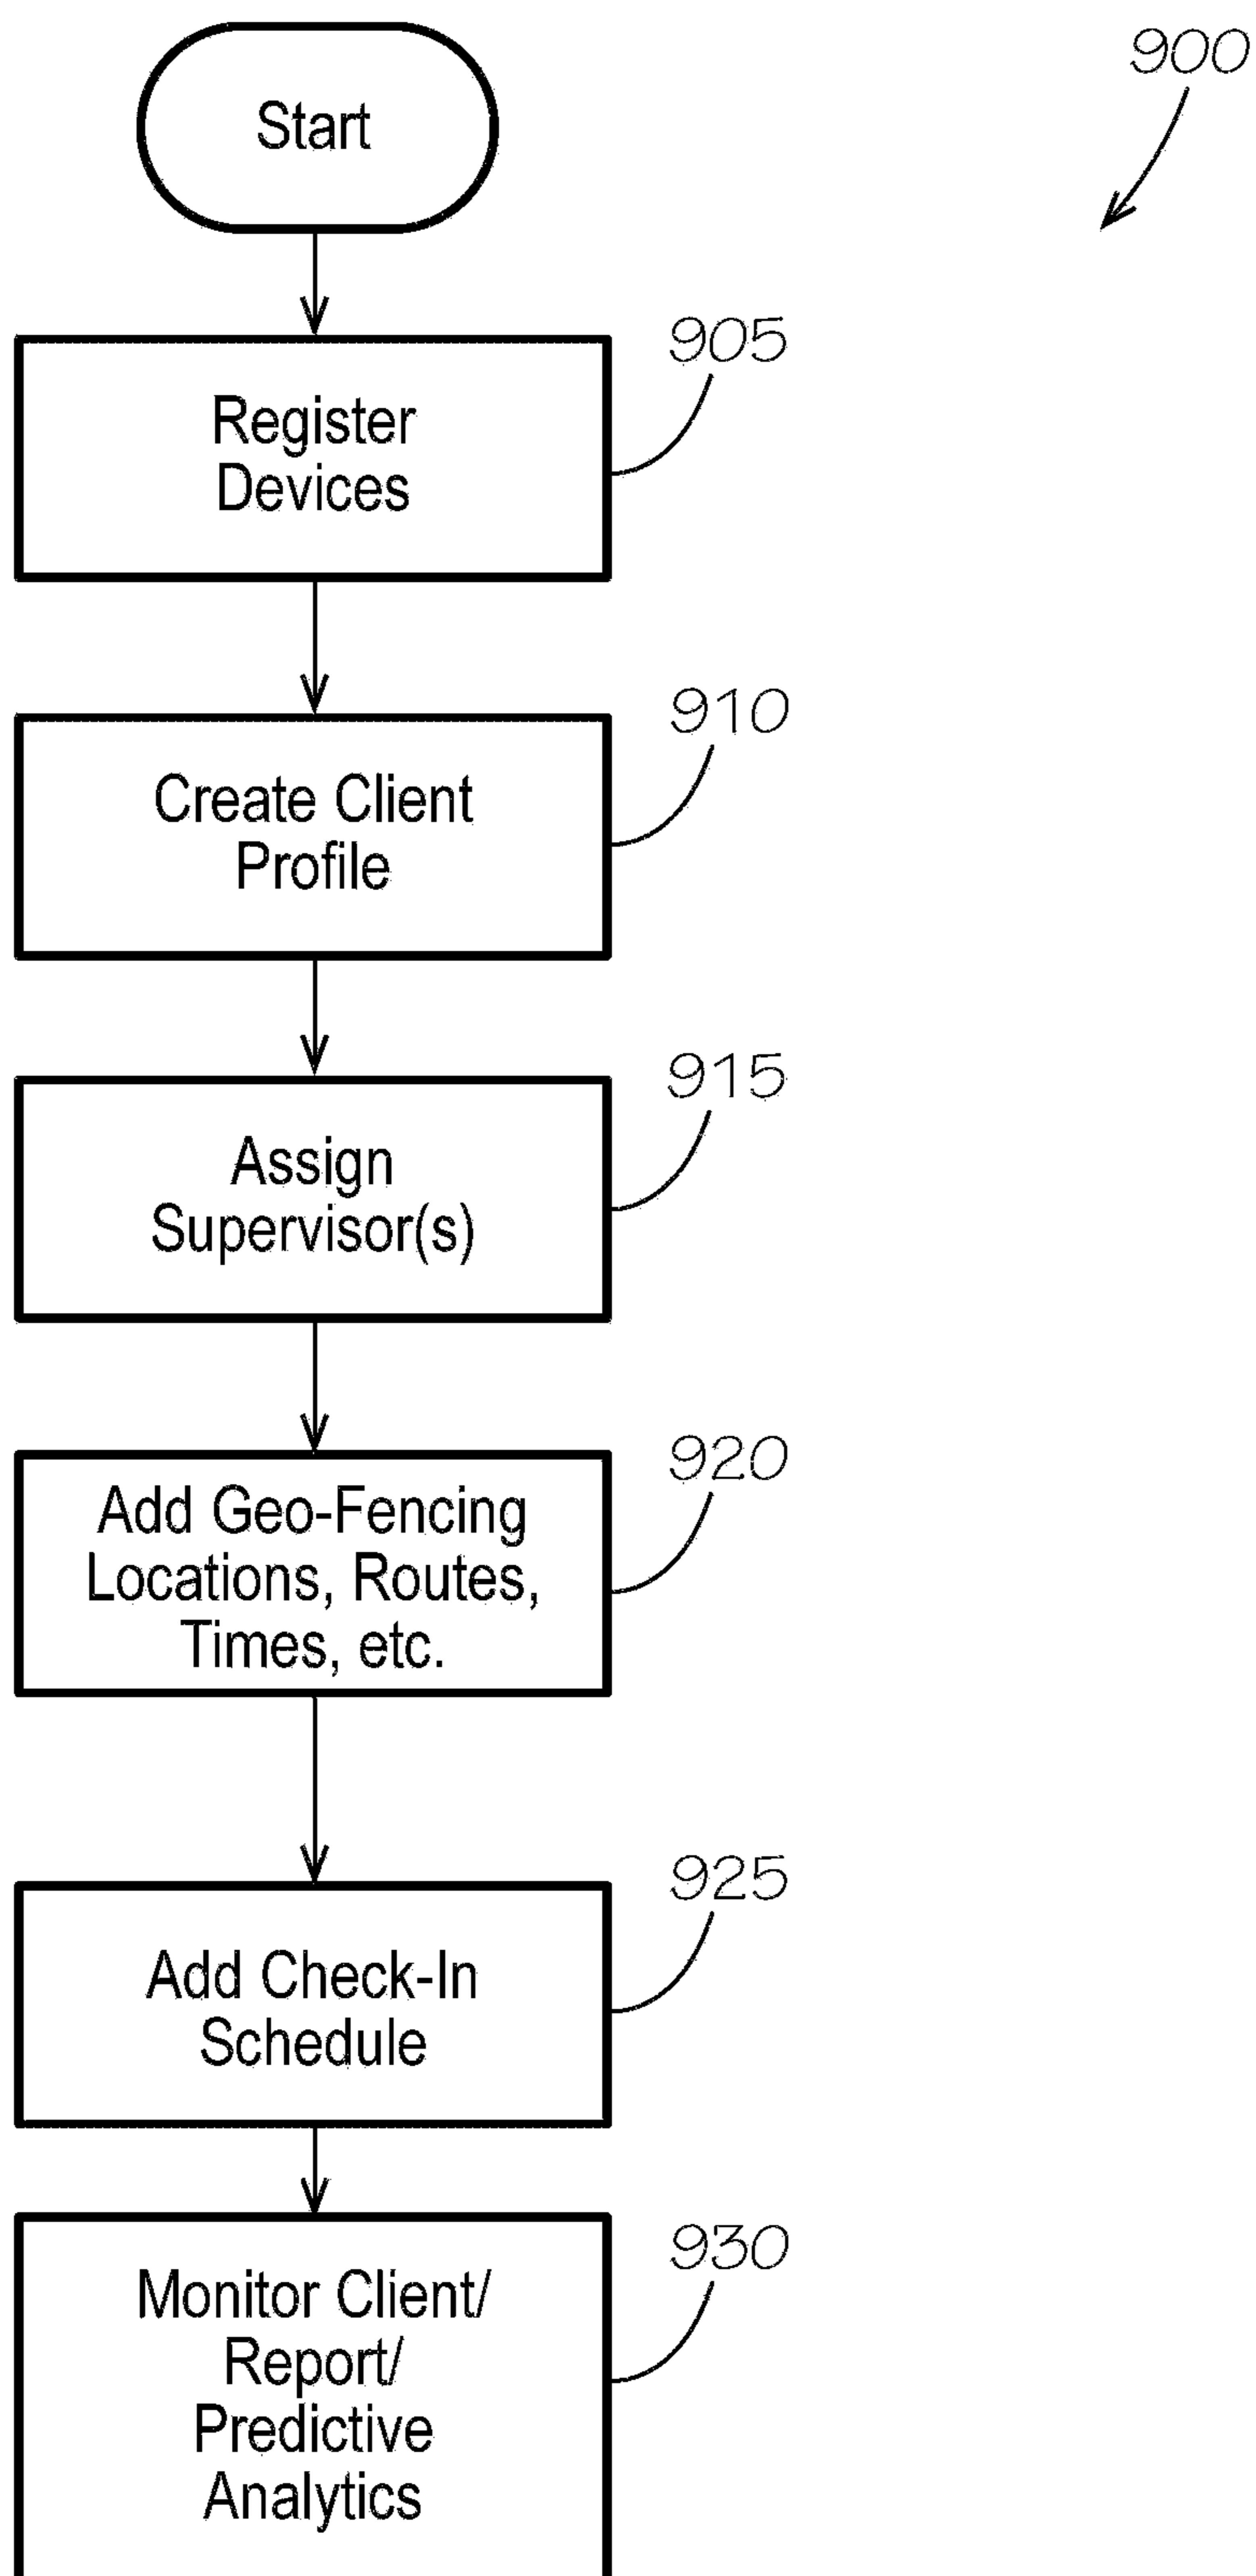 Start
900
Register
Devices
905
Create Client
Profile
910
Assign
Supervisor(s)
915
Add Geo-Fencing
Locations, Routes,
Times, etc.
920
Add Check-In
Schedule
925
Monitor Client/
Report/
Predictive
Analytics
930